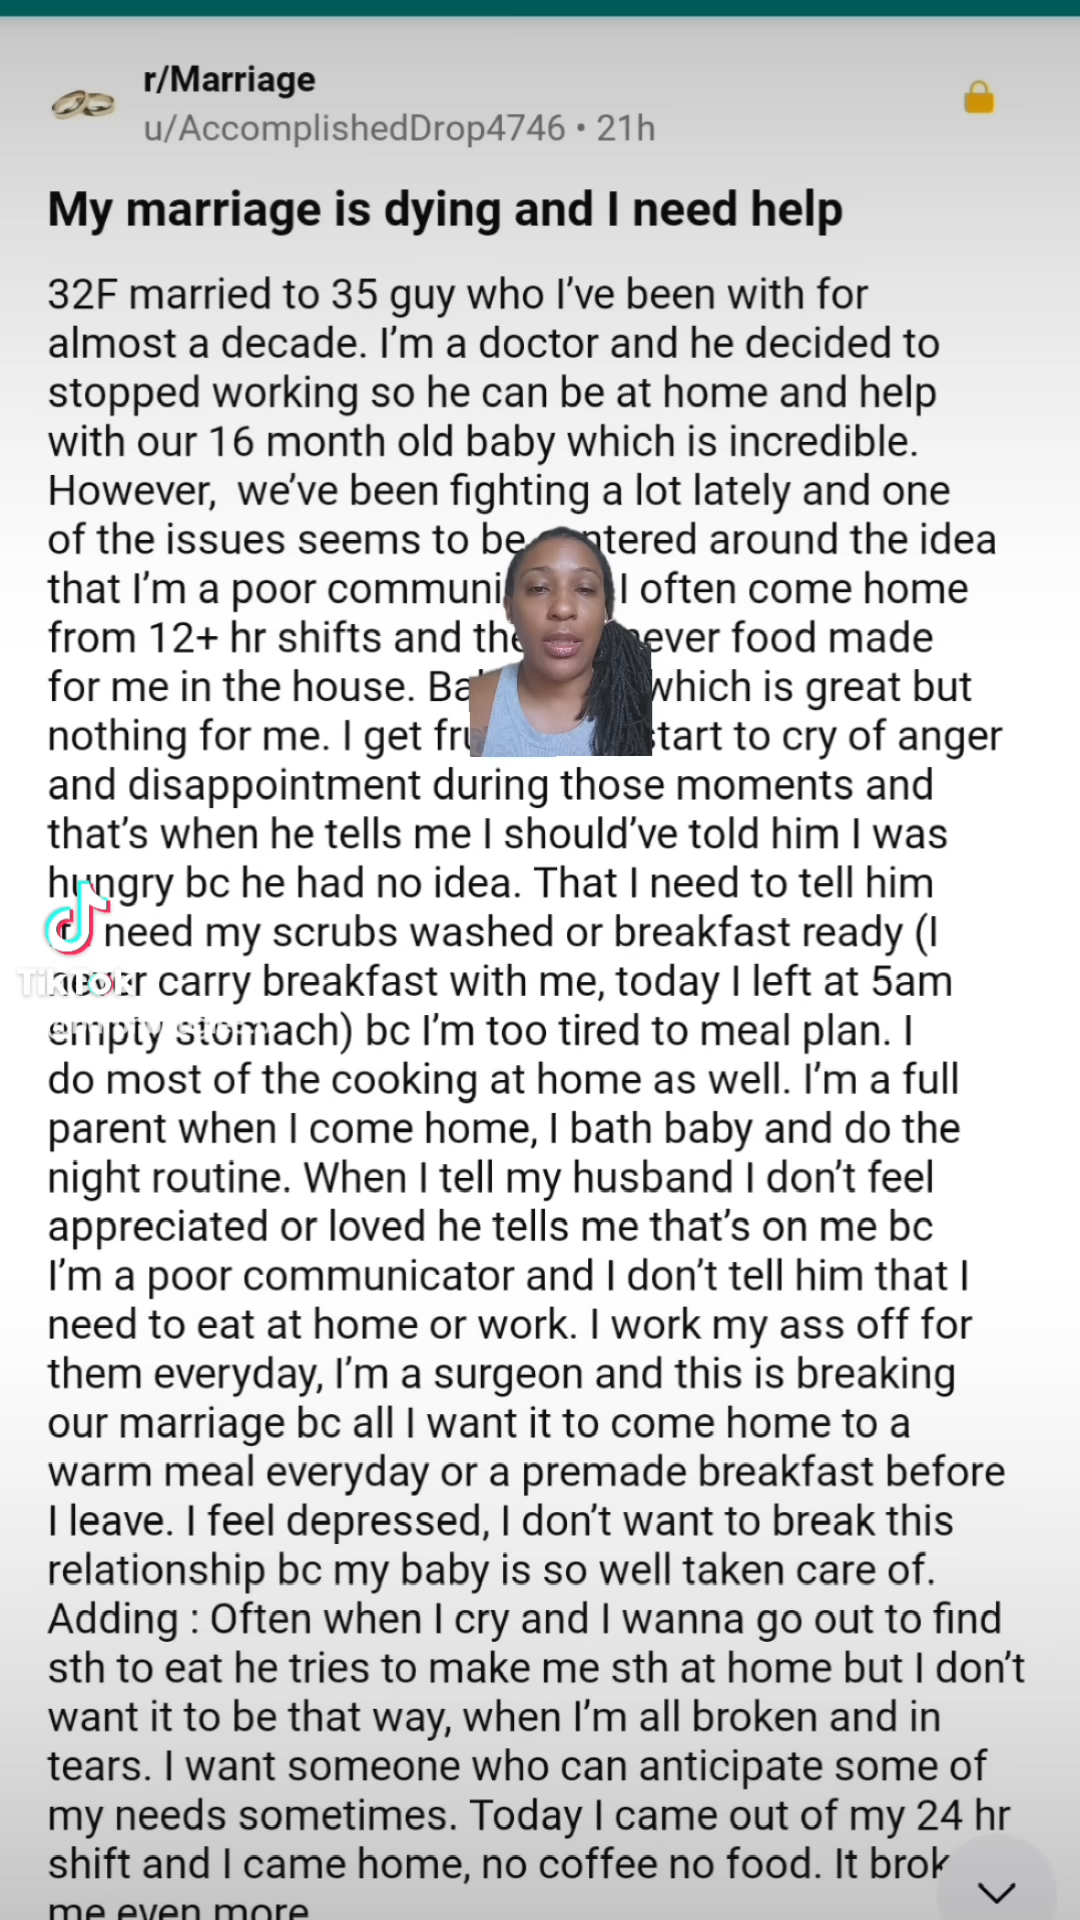 r/Marriage
u/AccomplishedDrop4746 • 21h
My marriage is dying and I need help
32F married to 35 guy who I've been with for
almost a decade. I'm a doctor and he decided to
stopped working so he can be at home and help
with our 16 month old baby which is incredible.
However, we've been fighting a lot lately and one
of the issues seems to be ntered around the idea
that I'm a poor communi I often come home
from 12+ hr shifts and the never food made
for me in the house. Ba which is great but
nothing for me. I get fru start to cry of anger
and disappointment during those moments and
that's when he tells me I should've told him I was
hungry bc he had no idea. That I need to tell him
need my scrubs washed or breakfast ready (I
carry breakfast with me, today I left at 5am
TikTok
empty stomach) bc I'm too tired to meal plan. I
do most of the cooking at home as well. I'm a full
parent when I come home, I bath baby and do the
night routine. When I tell my husband I don't feel
appreciated or loved he tells me that's on me bc
I'm a poor communicator and I don't tell him that I
need to eat at home or work. I work my ass off for
them everyday, I'm a surgeon and this is breaking
our marriage bc all I want it to come home to a
warm meal everyday or a premade breakfast before
I leave. I feel depressed, I don't want to break this
relationship bc my baby is so well taken care of.
Adding : Often when I cry and I wanna go out to find
sth to eat he tries to make me sth at home but I don't
want it to be that way, when I'm all broken and in
tears. I want someone who can anticipate some of
my needs sometimes. Today I came out of my 24 hr
shift and I came home, no coffee no food. It brok
me even more